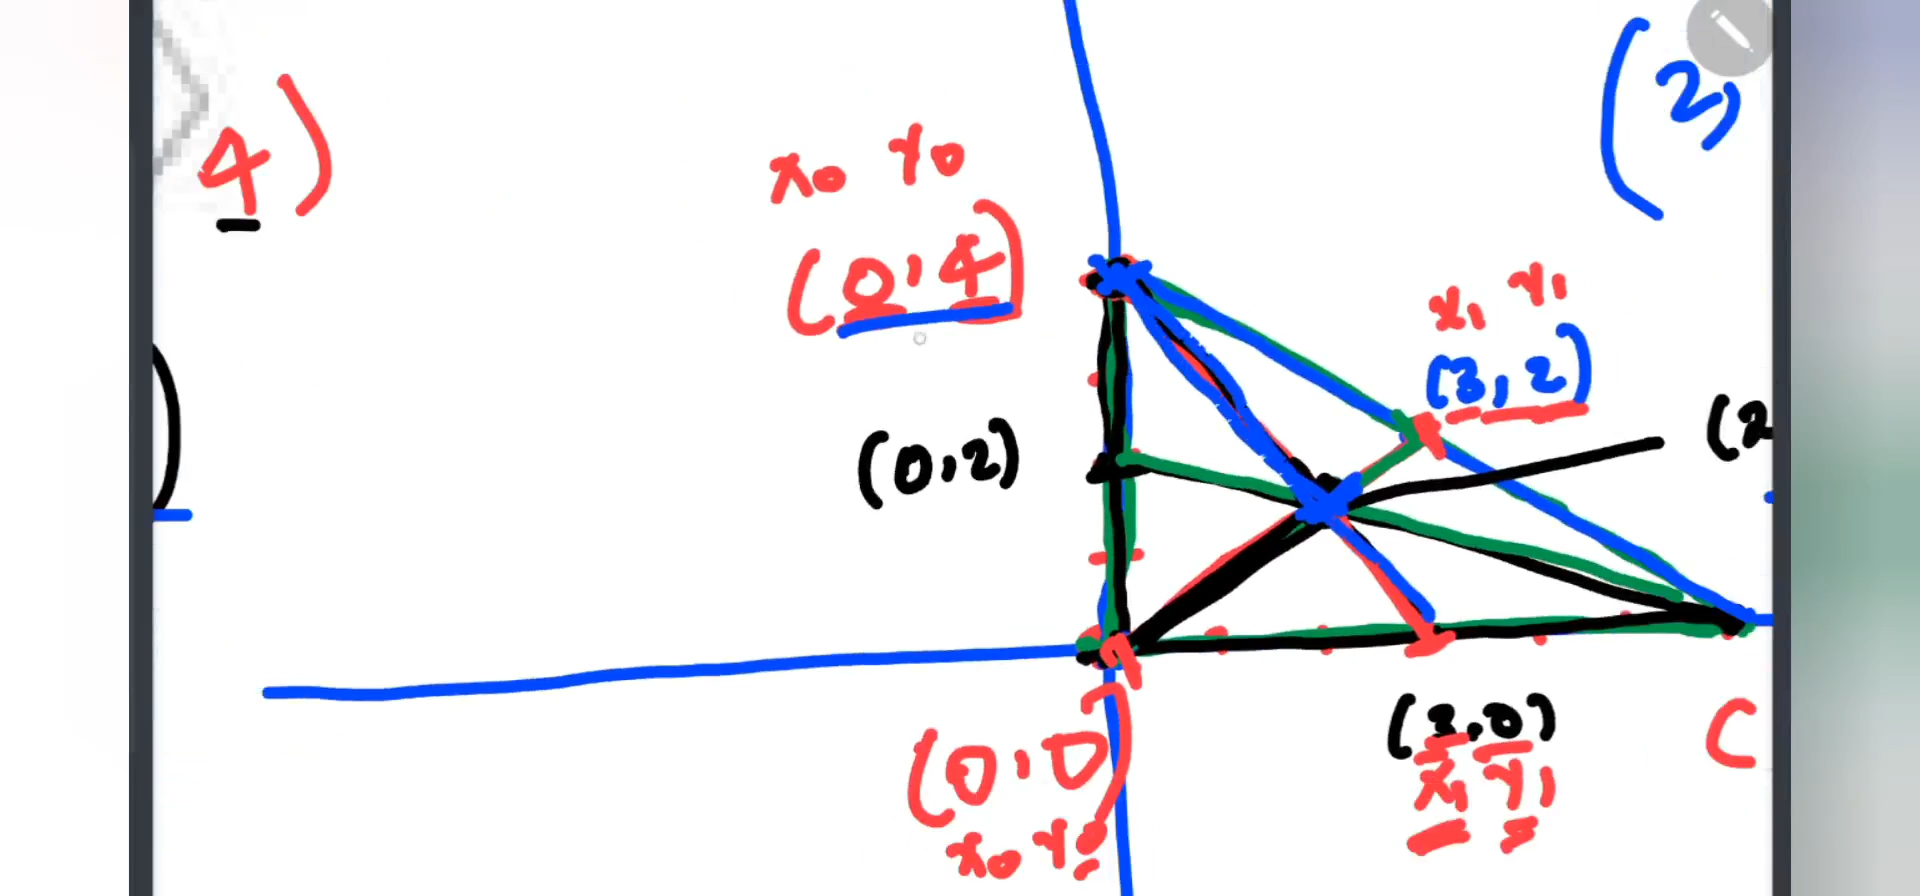 4)
x₀ y₀
(0,4)
(2,
x₁ y₁
(3,2)
(2
(0,2)
(3,0)
x₁ y₁
(
(0,0)
x₀ y₀